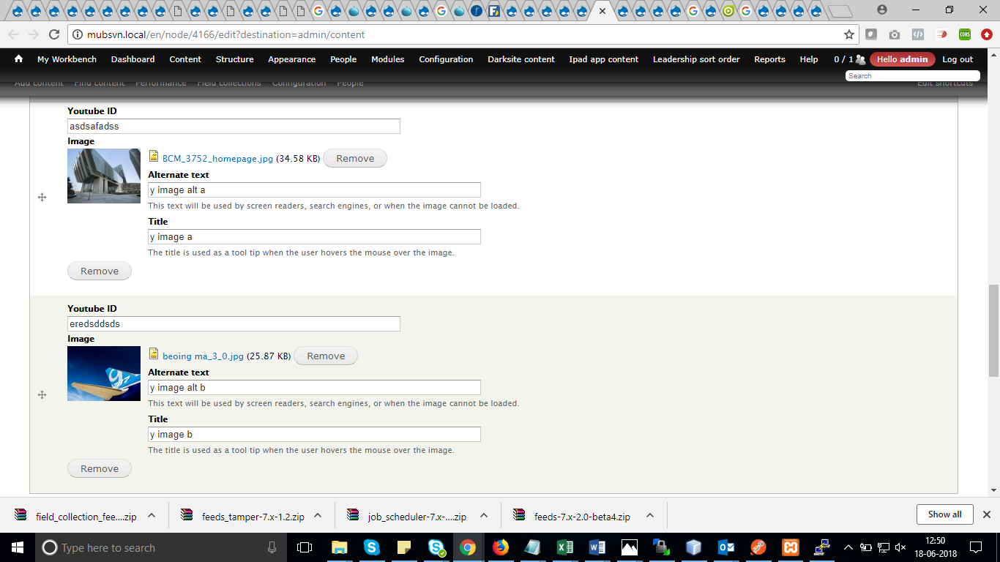 mubsvn.local/en/node/4166/edit?destination=admin/content
CORS
My Workbench Dashboard Content Structure Appearance People Modules Configuration Darksite content Ipad app content Leadership sort order Reports Help 0 / 1 Hello admin Log out
Search
Add content Find content Performance Field collections Configuration People Edit shortcuts
Youtube ID
asdsafadss
Image
BCM_3752_homepage.jpg (34.58 KB) Remove
Alternate text
y image alt a
This text will be used by screen readers, search engines, or when the image cannot be loaded.
Title
y image a
The title is used as a tool tip when the user hovers the mouse over the image.
Remove
Youtube ID
eredsddsds
Image
beoing ma_3_0.jpg (25.87 KB) Remove
Alternate text
y image alt b
This text will be used by screen readers, search engines, or when the image cannot be loaded.
Title
y image b
The title is used as a tool tip when the user hovers the mouse over the image.
Remove
field_collection_fee....zip feeds_tamper-7.x-1.2.zip job_scheduler-7.x-....zip feeds-7.x-2.0-beta4.zip Show all
Type here to search
12:50
18-06-2018